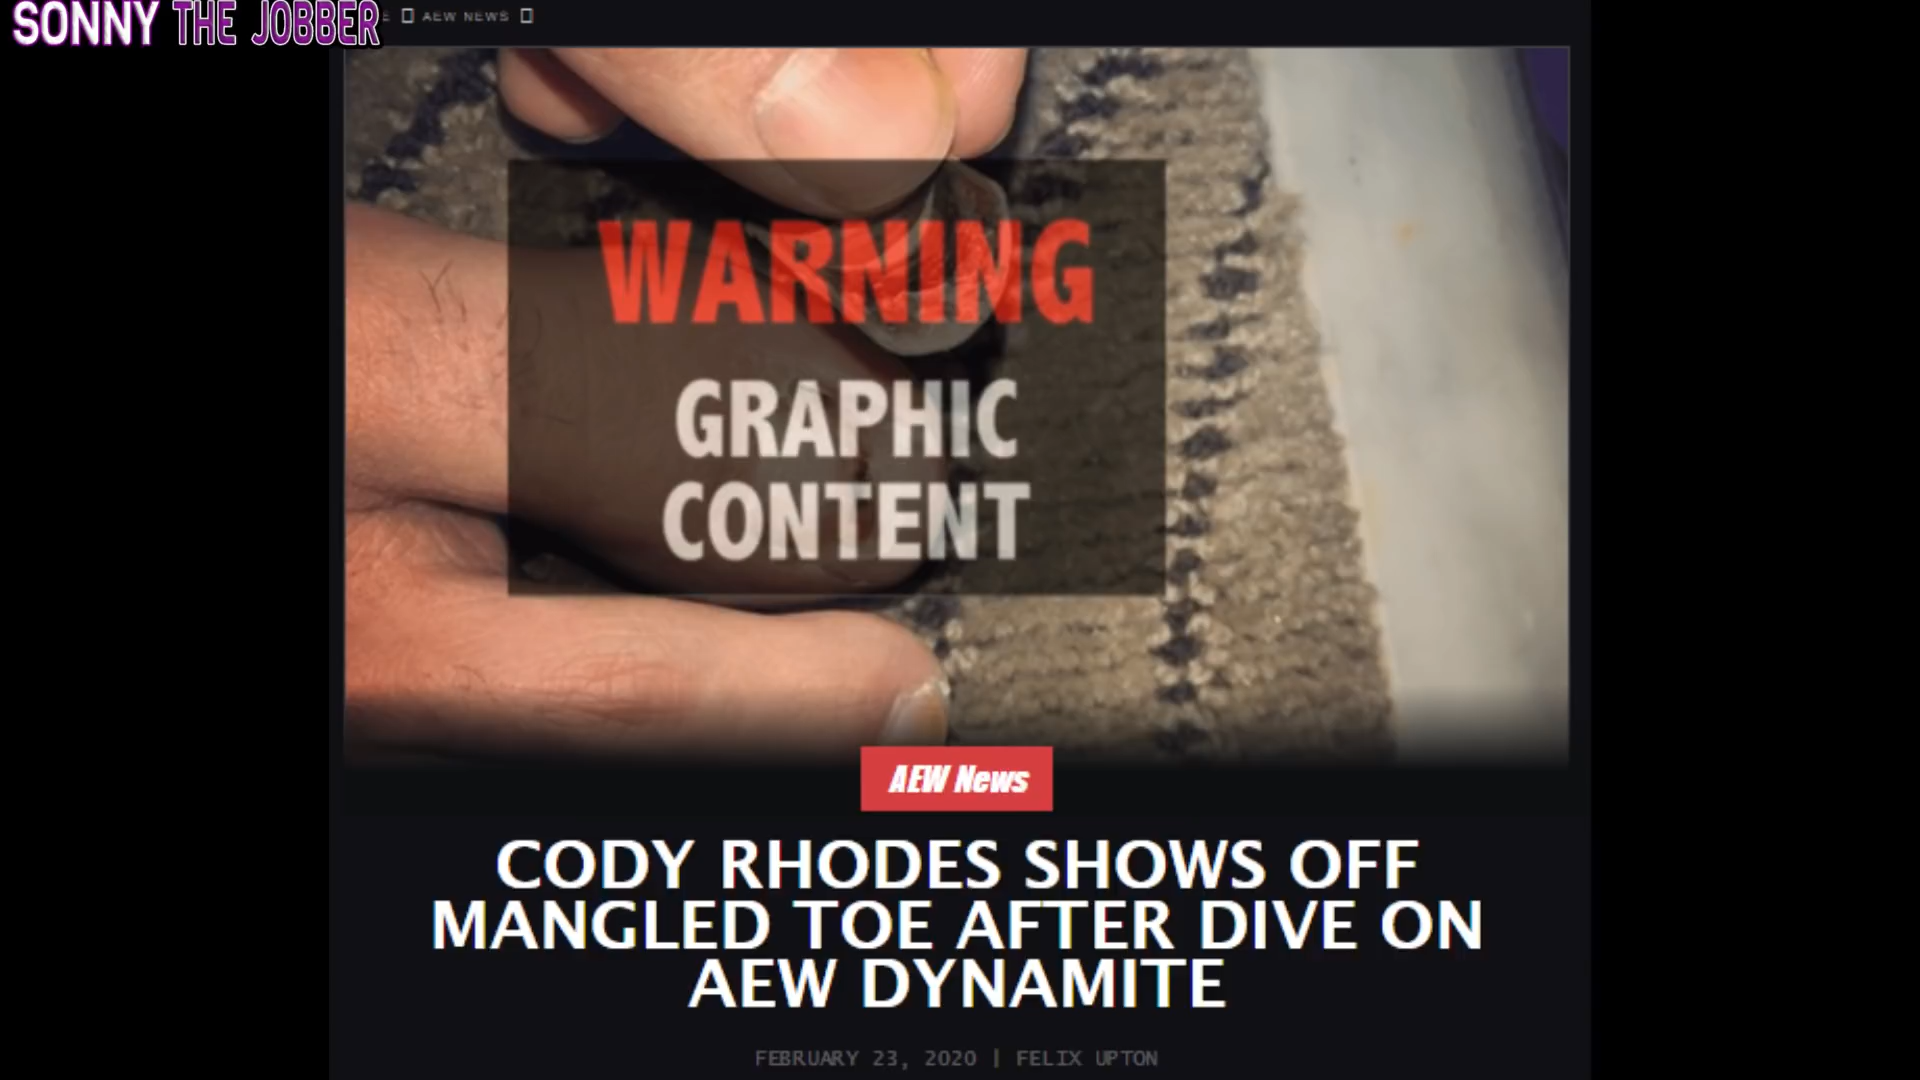 SONNY THE JOBBER
AEW NEWS
WARNING
GRAPHIC
CONTENT
AEW News
CODY RHODES SHOWS OFF
MANGLED TOE AFTER DIVE ON
AEW DYNAMITE
FEBRUARY 23, 2020 | FELIX UPTON